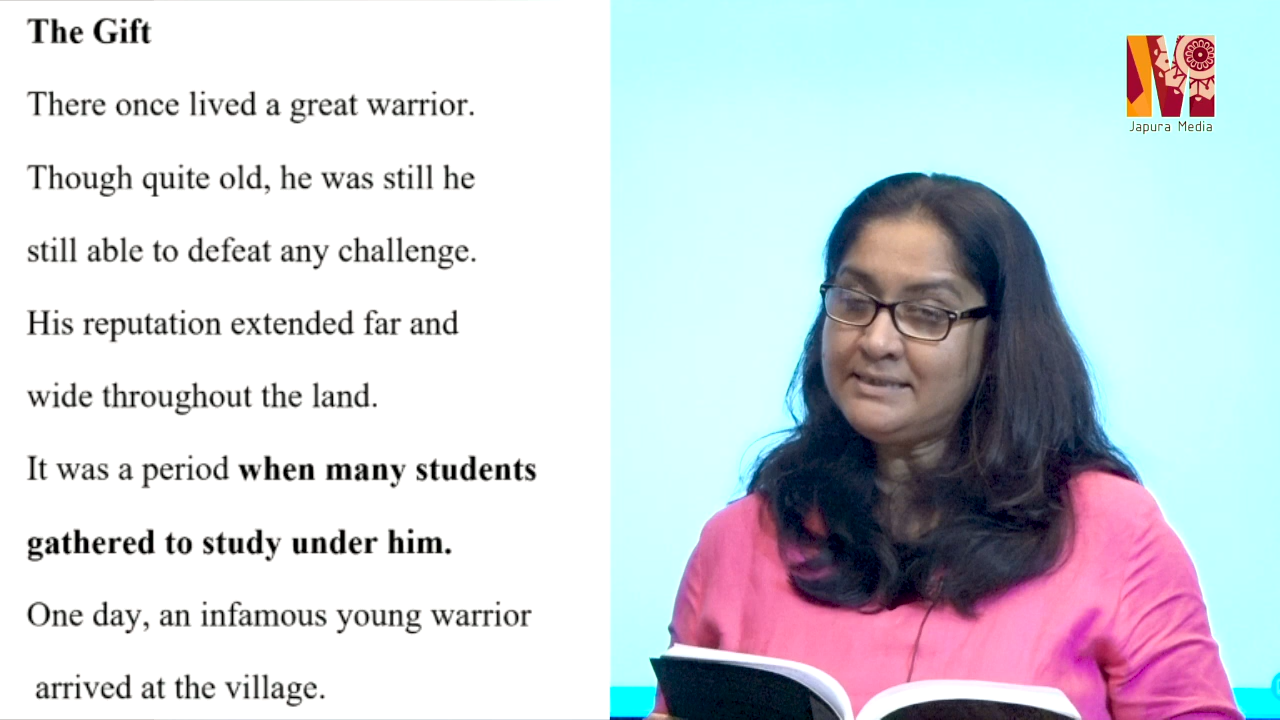 The Gift
There once lived a great warrior.
Though quite old, he was still he
still able to defeat any challenge.
His reputation extended far and
wide throughout the land.
It was a period when many students
gathered to study under him.
One day, an infamous young warrior
arrived at the village.
Japura Media